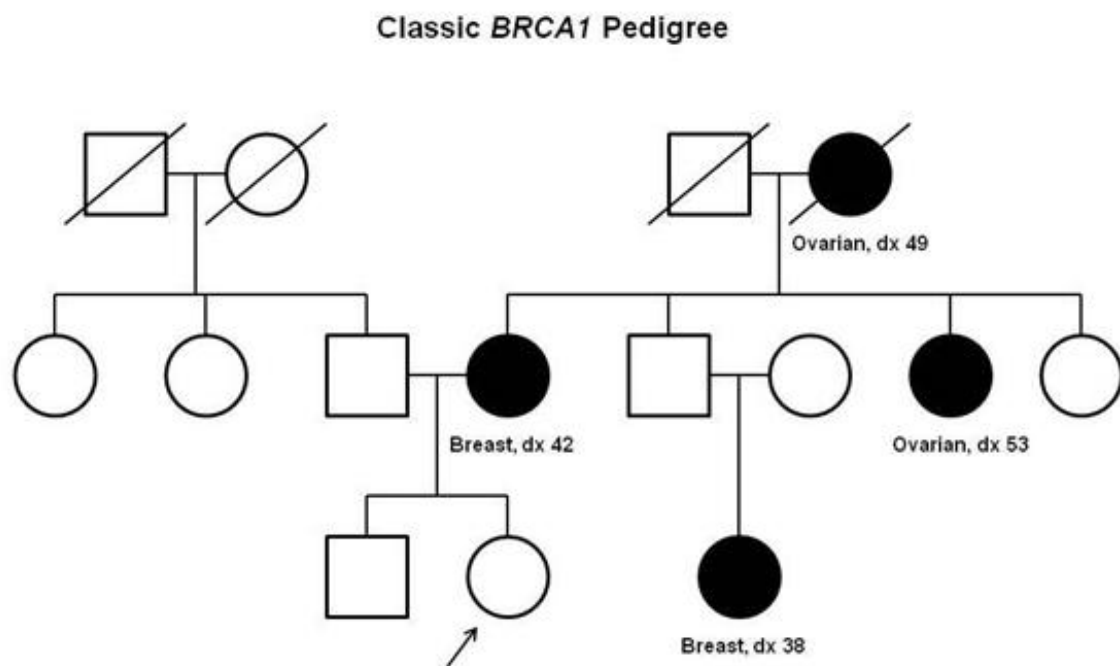 Classic BRCA1 Pedigree
Ovarian, dx 49
Breast, dx 42
Ovarian, dx 53
Breast, dx 38